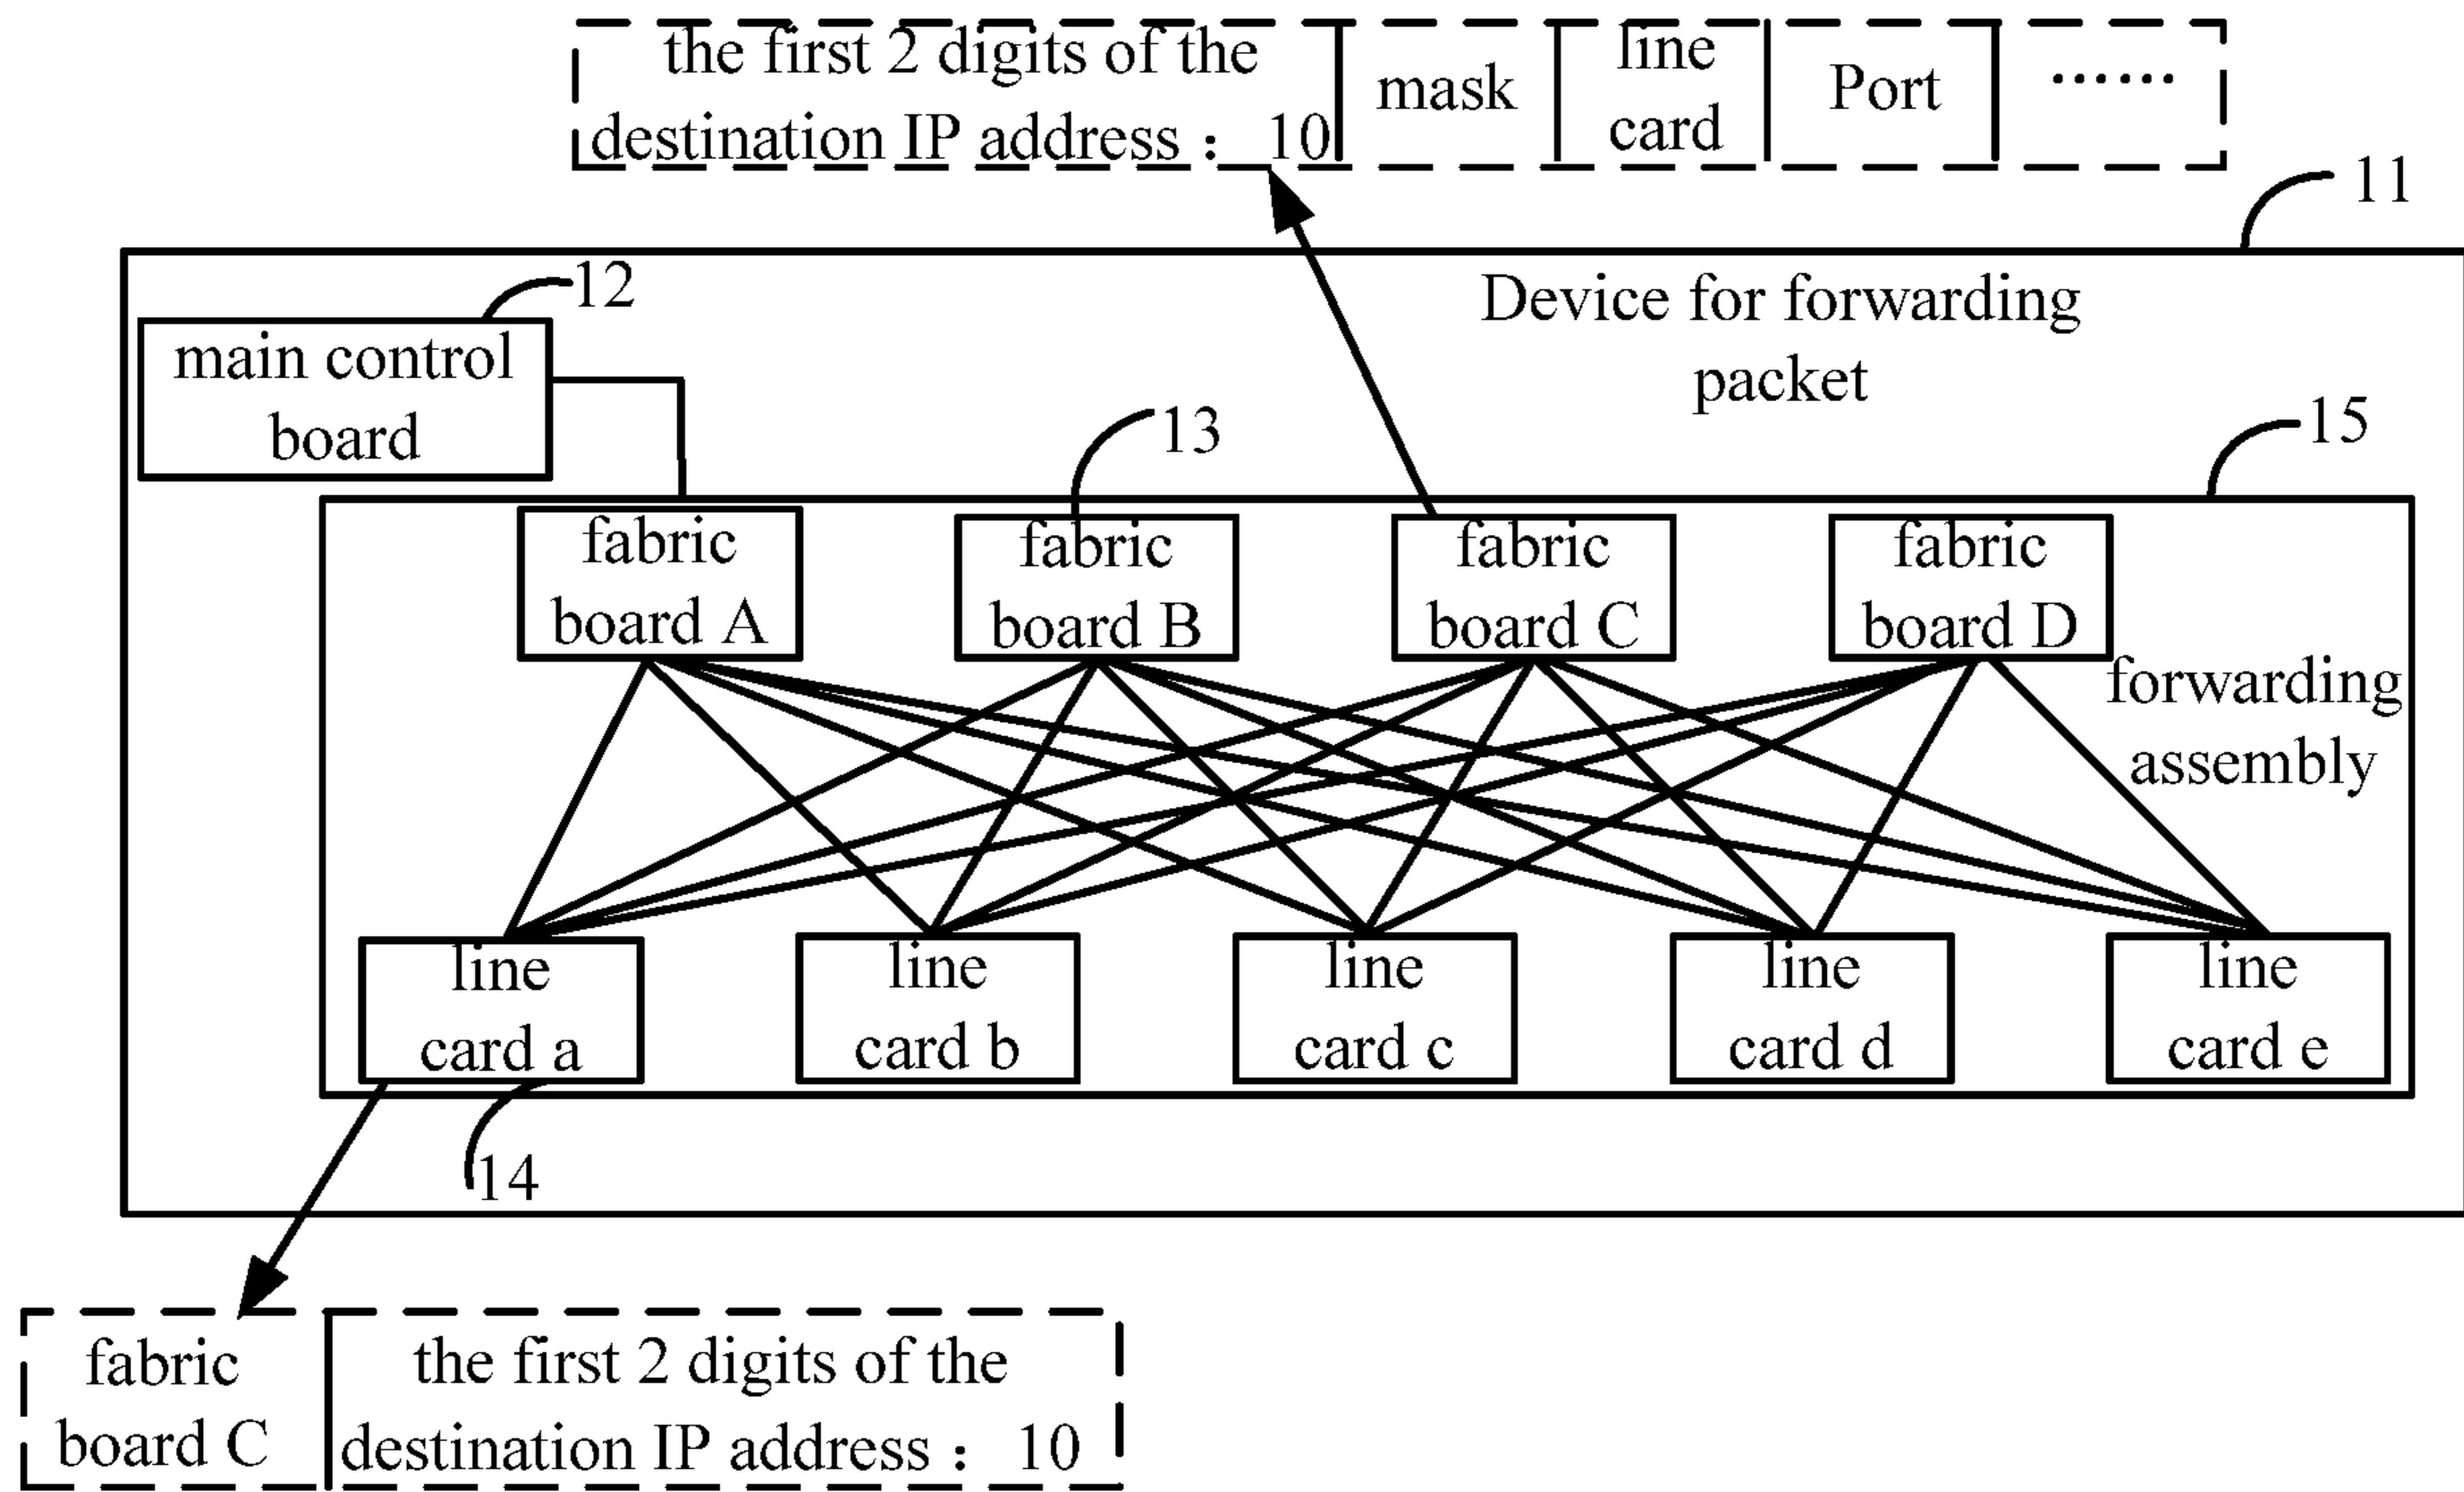 the first 2 digits of the
destination IP address： 10
mask
line
card
Port
······
11
Device for forwarding
packet
12
main control
board
13
15
fabric
board A
fabric
board B
fabric
board C
fabric
board D
forwarding
assembly
line
card a
line
card b
line
card c
line
card d
line
card e
14
fabric
board C
the first 2 digits of the
destination IP address： 10